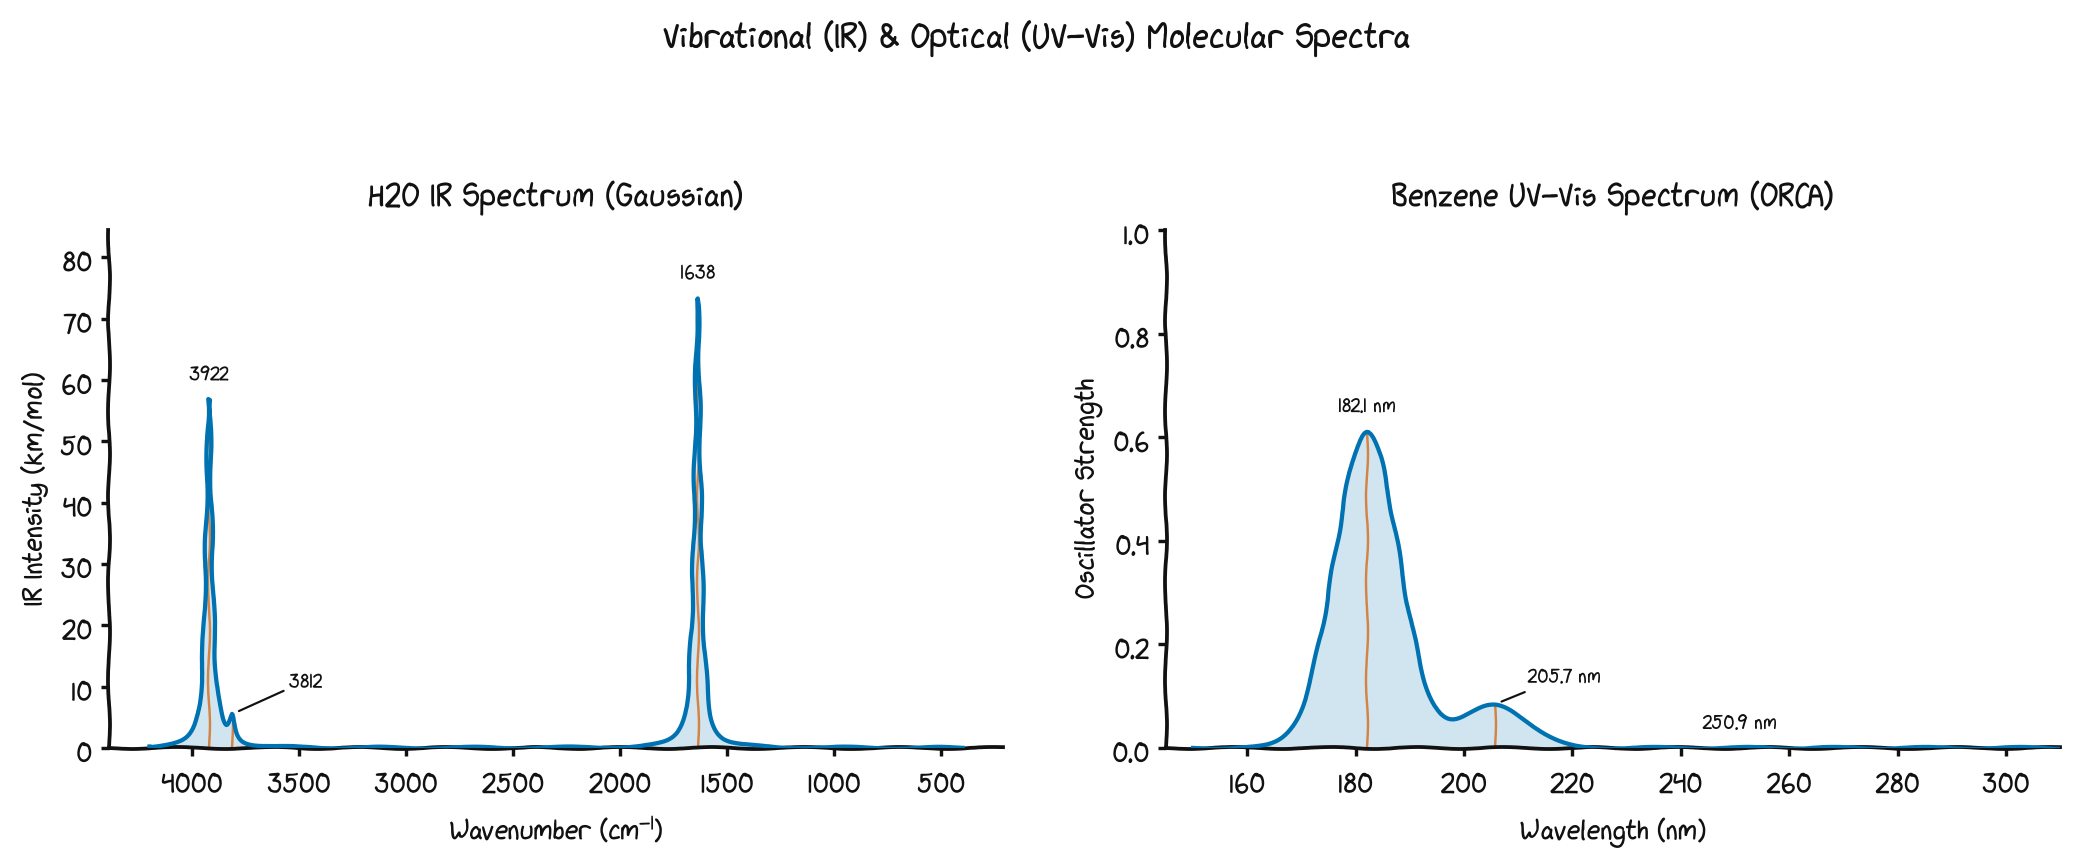 Vibrational (IR) & Optical (UV-Vis) Molecular Spectra
H2O IR Spectrum (Gaussian)
IR Intensity (km/mol)
80
70
60
50
40
30
20
10
0
3922
3812
1638
4000 3500 3000 2500 2000 1500 1000 500
Wavenumber (cm⁻¹)
Benzene UV-Vis Spectrum (ORCA)
Oscillator Strength
1.0
0.8
0.6
0.4
0.2
0.0
182.1 nm
205.7 nm
250.9 nm
160 180 200 220 240 260 280 300
Wavelength (nm)